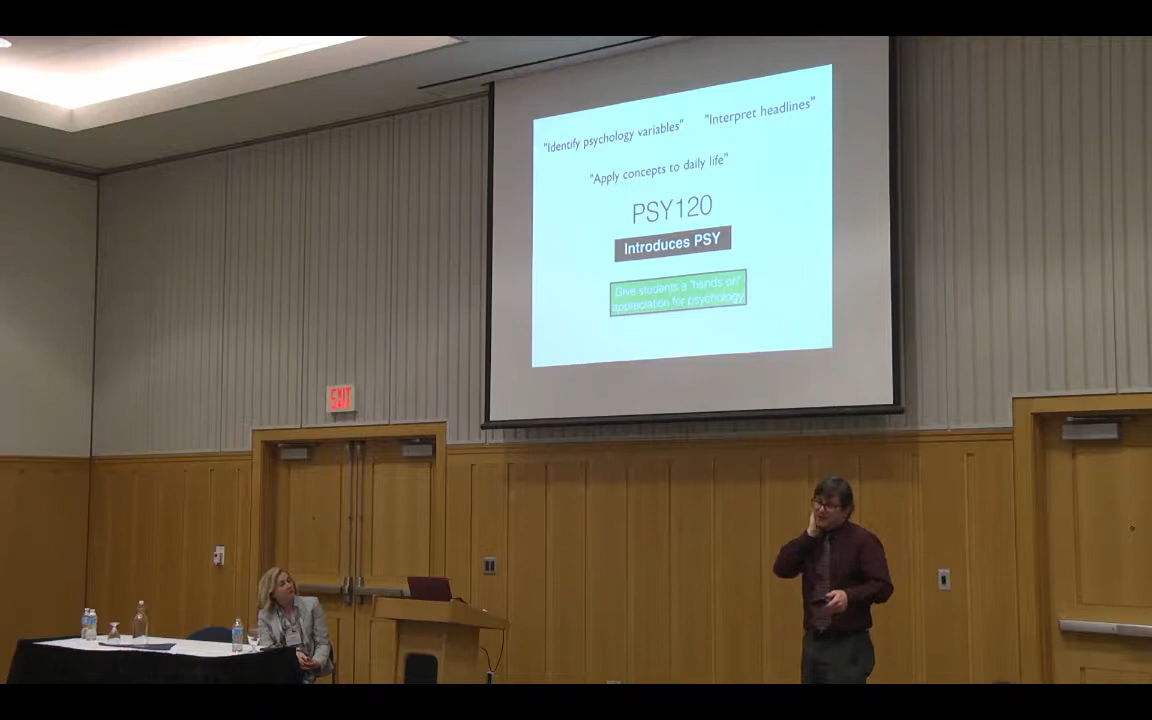 "Identify psychology variables" "Interpret headlines"
"Apply concepts to daily life"
PSY120
Introduces PSY
Give students a "hands on"
appreciation for psychology
EXIT